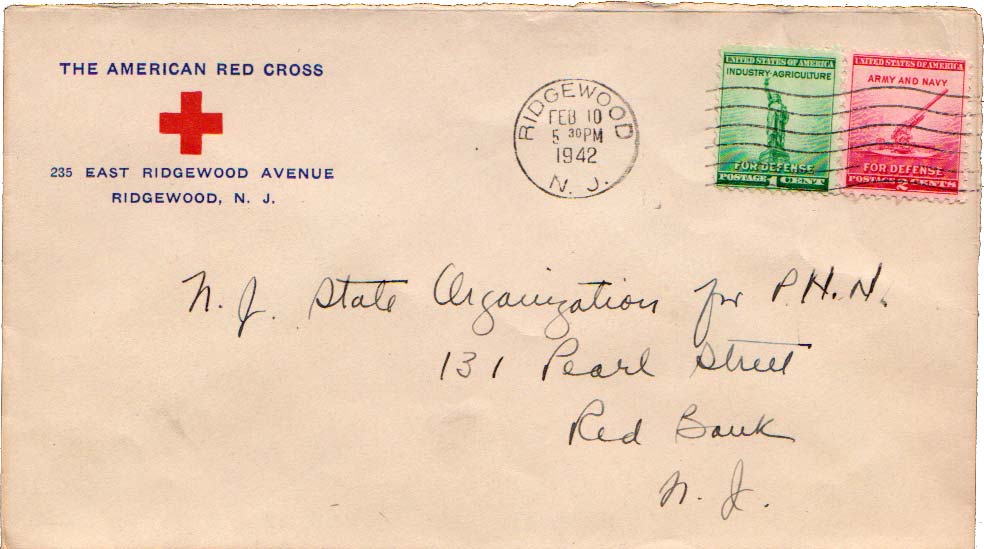 THE AMERICAN RED CROSS
235 EAST RIDGEWOOD AVENUE
RIDGEWOOD, N. J.
RIDGEWOOD
FEB 10
5 30 PM
1942
N. J.
UNITED STATES OF AMERICA
INDUSTRY-AGRICULTURE
FOR DEFENSE
POSTAGE 1 CENT
UNITED STATES OF AMERICA
ARMY AND NAVY
FOR DEFENSE
POSTAGE 2 CENTS
N. J. State Organization for P.H.N.
131 Pearl Street
Red Bank
N. J.